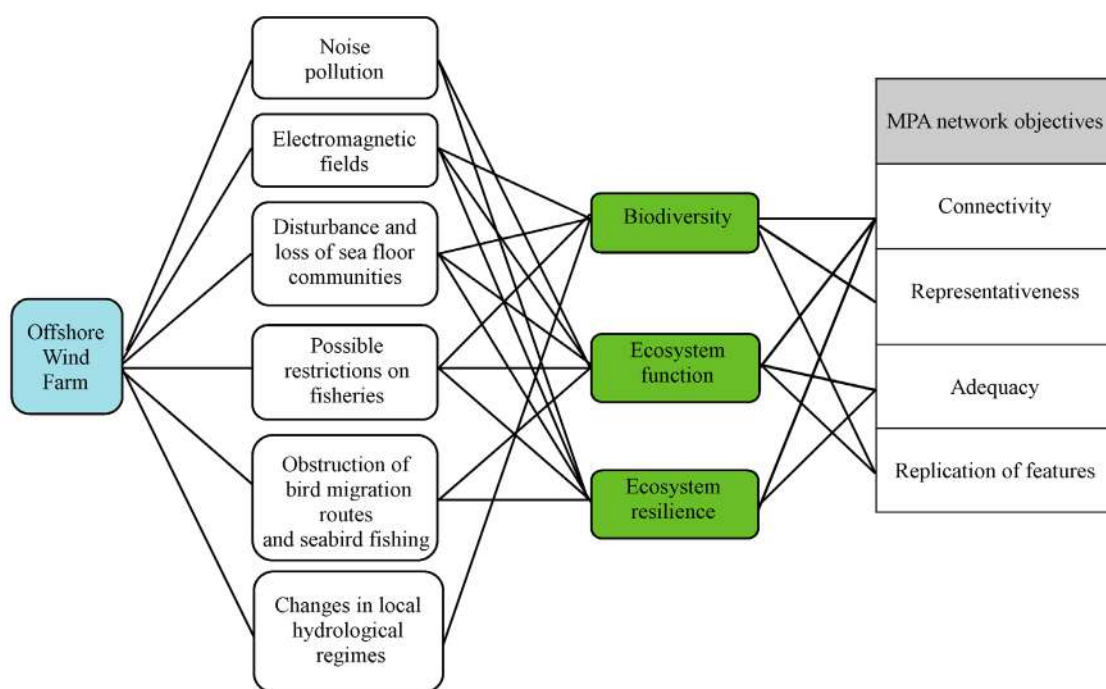 Offshore
Wind
Farm
Noise
pollution
Electromagnetic
fields
Disturbance and
loss of sea floor
communities
Possible
restrictions on
fisheries
Obstruction of
bird migration
routes
and seabird fishing
Changes in local
hydrological
regimes
Biodiversity
Ecosystem
function
Ecosystem
resilience
MPA network objectives
Connectivity
Representativeness
Adequacy
Replication of features